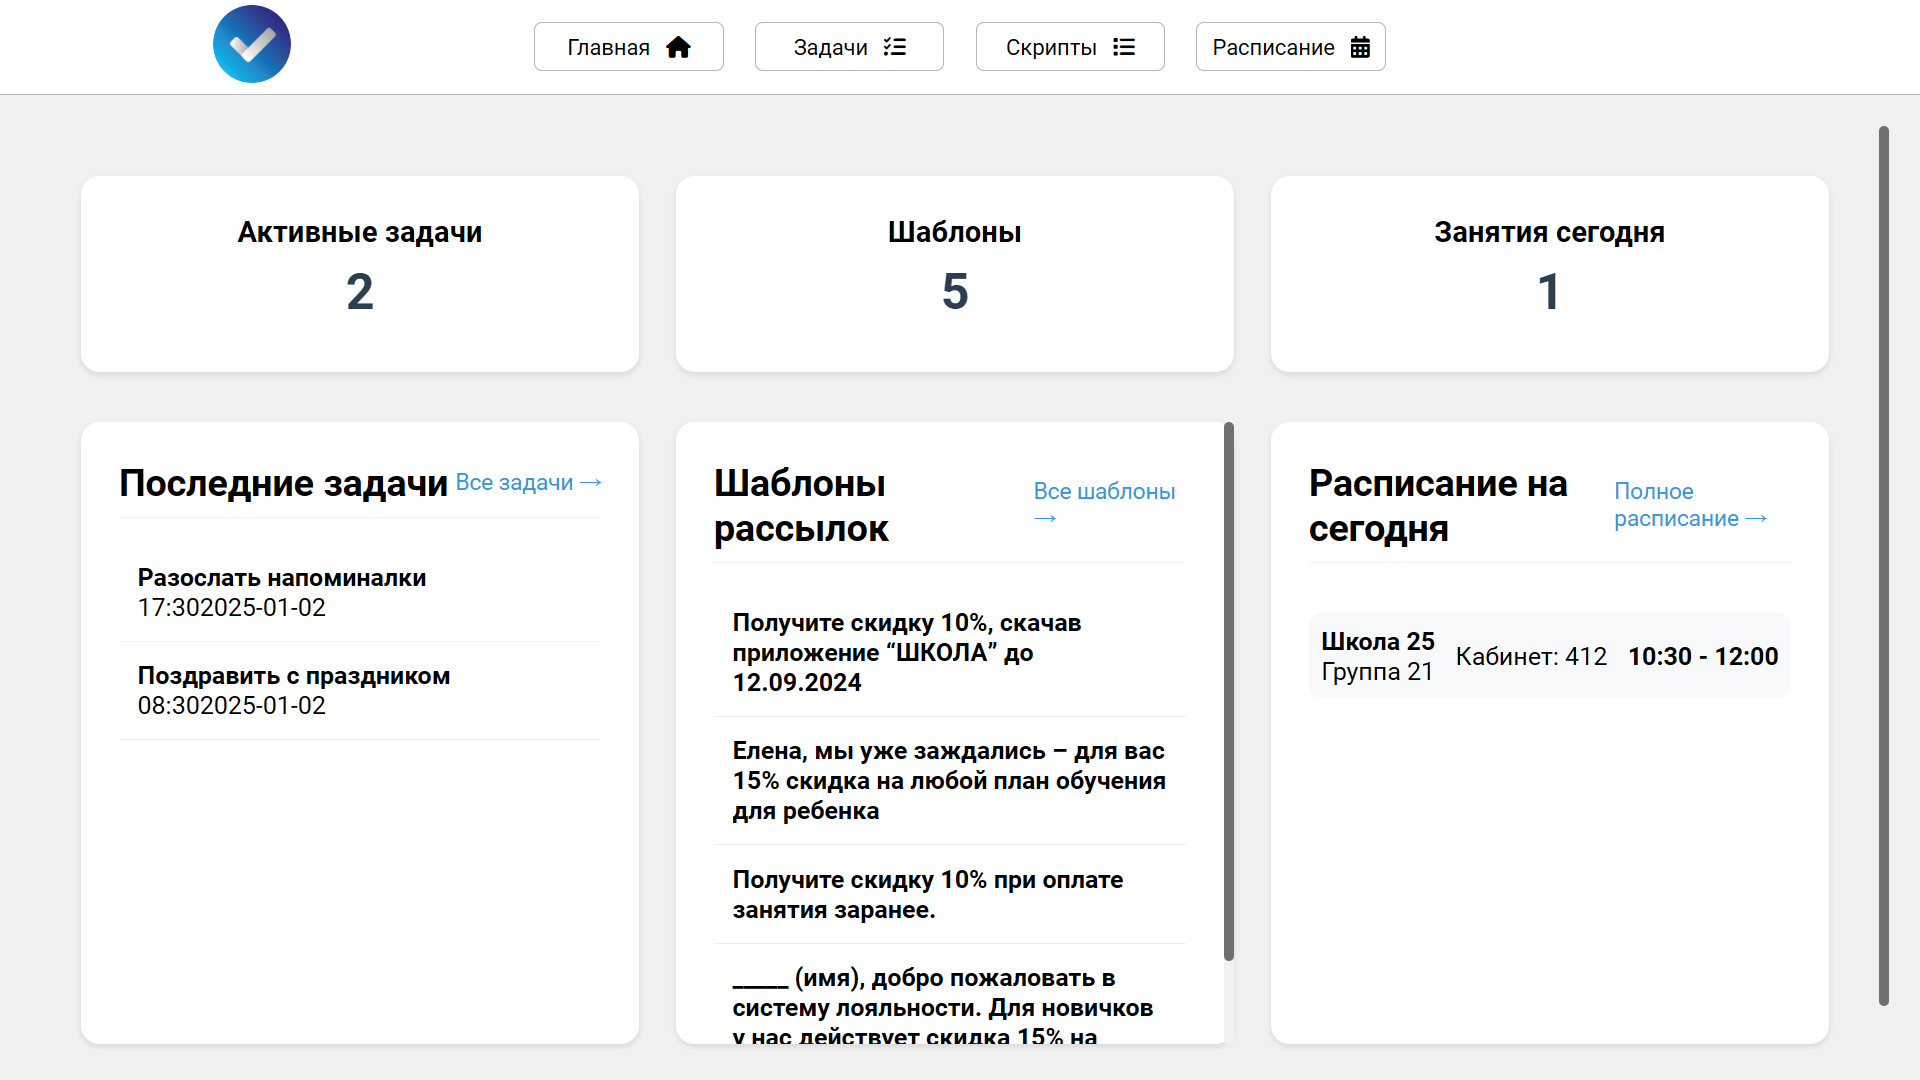 Главная
Задачи
Скрипты
Расписание
Активные задачи
2
Шаблоны
5
Занятия сегодня
1
Последние задачи
Все задачи →
Разослать напоминалки
17:302025-01-02
Поздравить с праздником
08:302025-01-02
Шаблоны
рассылок
Все шаблоны
→
Получите скидку 10%, скачав
приложение “ШКОЛА” до
12.09.2024
Елена, мы уже заждались – для вас
15% скидка на любой план обучения
для ребенка
Получите скидку 10% при оплате
занятия заранее.
_____ (имя), добро пожаловать в
систему лояльности. Для новичков
у нас действует скидка 15% на
Расписание на
сегодня
Полное
расписание →
Школа 25
Группа 21
Кабинет: 412
10:30 - 12:00